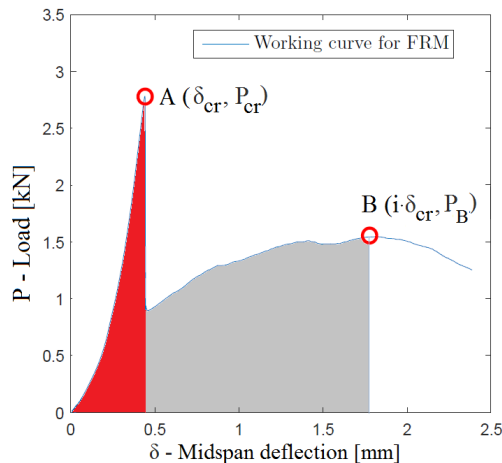 Working curve for FRM
A (δcr, Pcr)
B (i·δcr, PB)
P - Load [kN]
3.5
3
2.5
2
1.5
1
0.5
0
0
0.5
1
1.5
2
2.5
δ - Midspan deflection [mm]